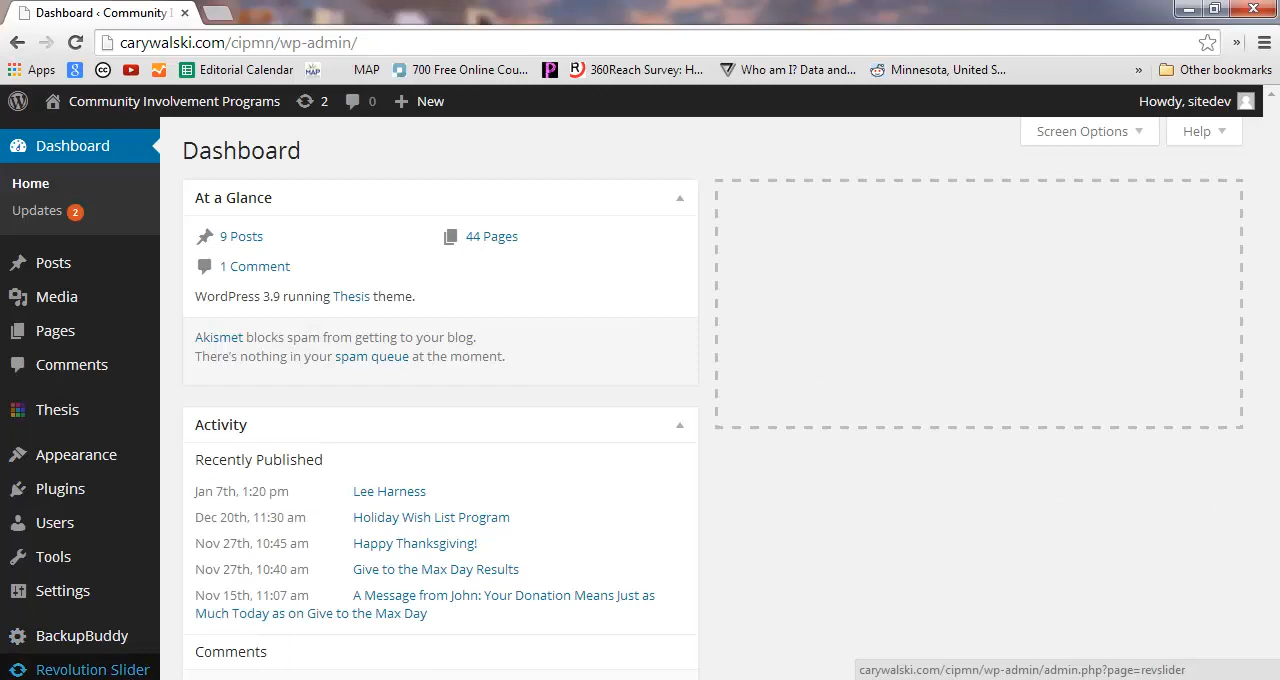 Dashboard ‹ Community I
carywalski.com/cipmn/wp-admin/
Apps
Editorial Calendar
MAP
MAP
700 Free Online Cou...
360Reach Survey: H...
Who am I? Data and...
Minnesota, United S...
»
Other bookmarks
Community Involvement Programs
2
0
New
Howdy, sitedev
Dashboard
Home
Updates 2
Posts
Media
Pages
Comments
Thesis
Appearance
Plugins
Users
Tools
Settings
BackupBuddy
Revolution Slider
Dashboard
Screen Options
Help
At a Glance
9 Posts
44 Pages
1 Comment
WordPress 3.9 running Thesis theme.
Akismet blocks spam from getting to your blog.
There's nothing in your spam queue at the moment.
Activity
Recently Published
Jan 7th, 1:20 pm Lee Harness
Dec 20th, 11:30 am Holiday Wish List Program
Nov 27th, 10:45 am Happy Thanksgiving!
Nov 27th, 10:40 am Give to the Max Day Results
Nov 15th, 11:07 am A Message from John: Your Donation Means Just as
Much Today as on Give to the Max Day
Comments
carywalski.com/cipmn/wp-admin/admin.php?page=revslider